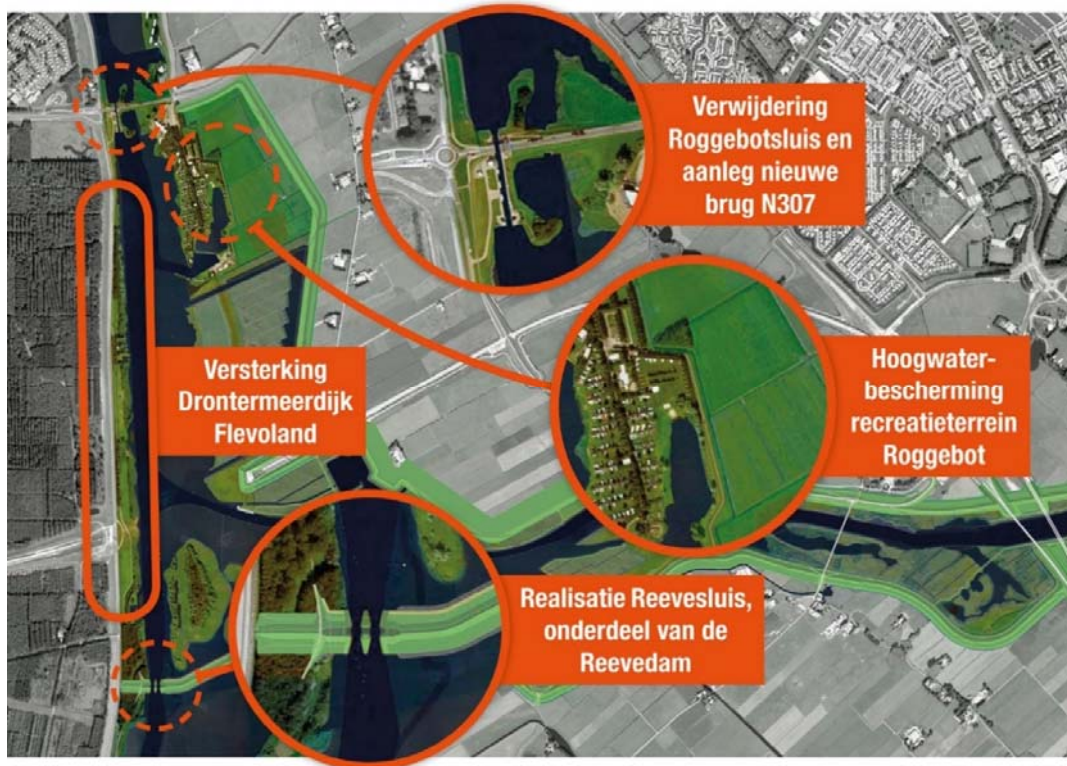 Verwijdering
Roggebotsluis en
aanleg nieuwe
brug N307
Versterking
Drontermeerdijk
Flevoland
Hoogwater-
bescherming
recreatieterrein
Roggebot
Realisatie Reevesluis,
onderdeel van de
Reevedam